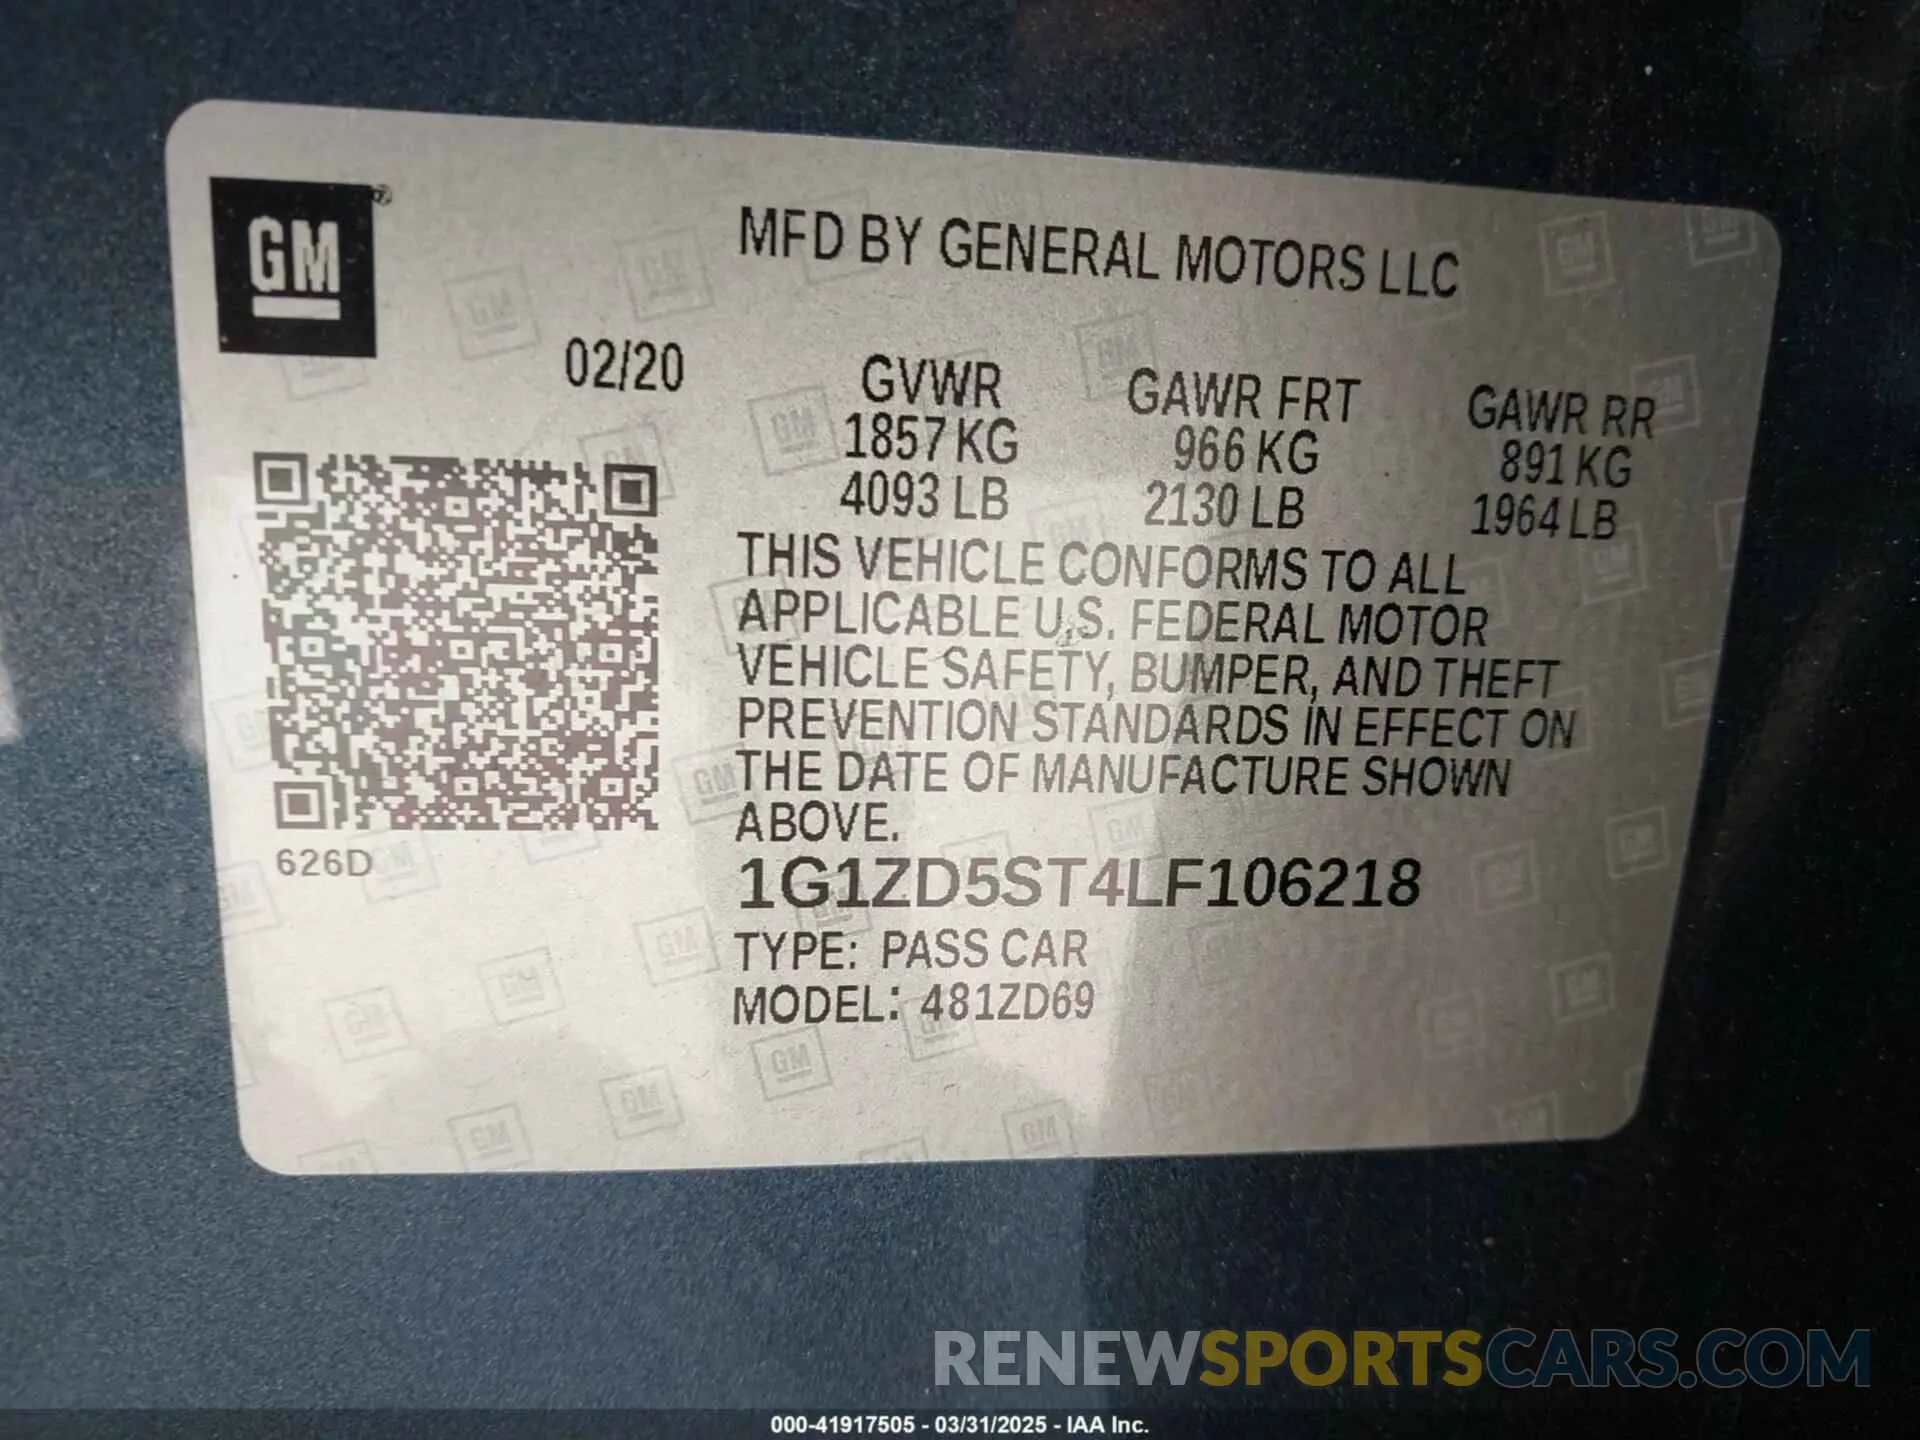 GM
MFD BY GENERAL MOTORS LLC
02/20
GVWR GAWR FRT GAWR RR
1857 KG 966 KG 891 KG
4093 LB 2130 LB 1964 LB
THIS VEHICLE CONFORMS TO ALL
APPLICABLE U.S. FEDERAL MOTOR
VEHICLE SAFETY, BUMPER, AND THEFT
PREVENTION STANDARDS IN EFFECT ON
THE DATE OF MANUFACTURE SHOWN
ABOVE.
626D
1G1ZD5ST4LF106218
TYPE: PASS CAR
MODEL: 481ZD69
RENEWSPORTSCARS.COM
000-41917505 - 03/31/2025 - IAA Inc.